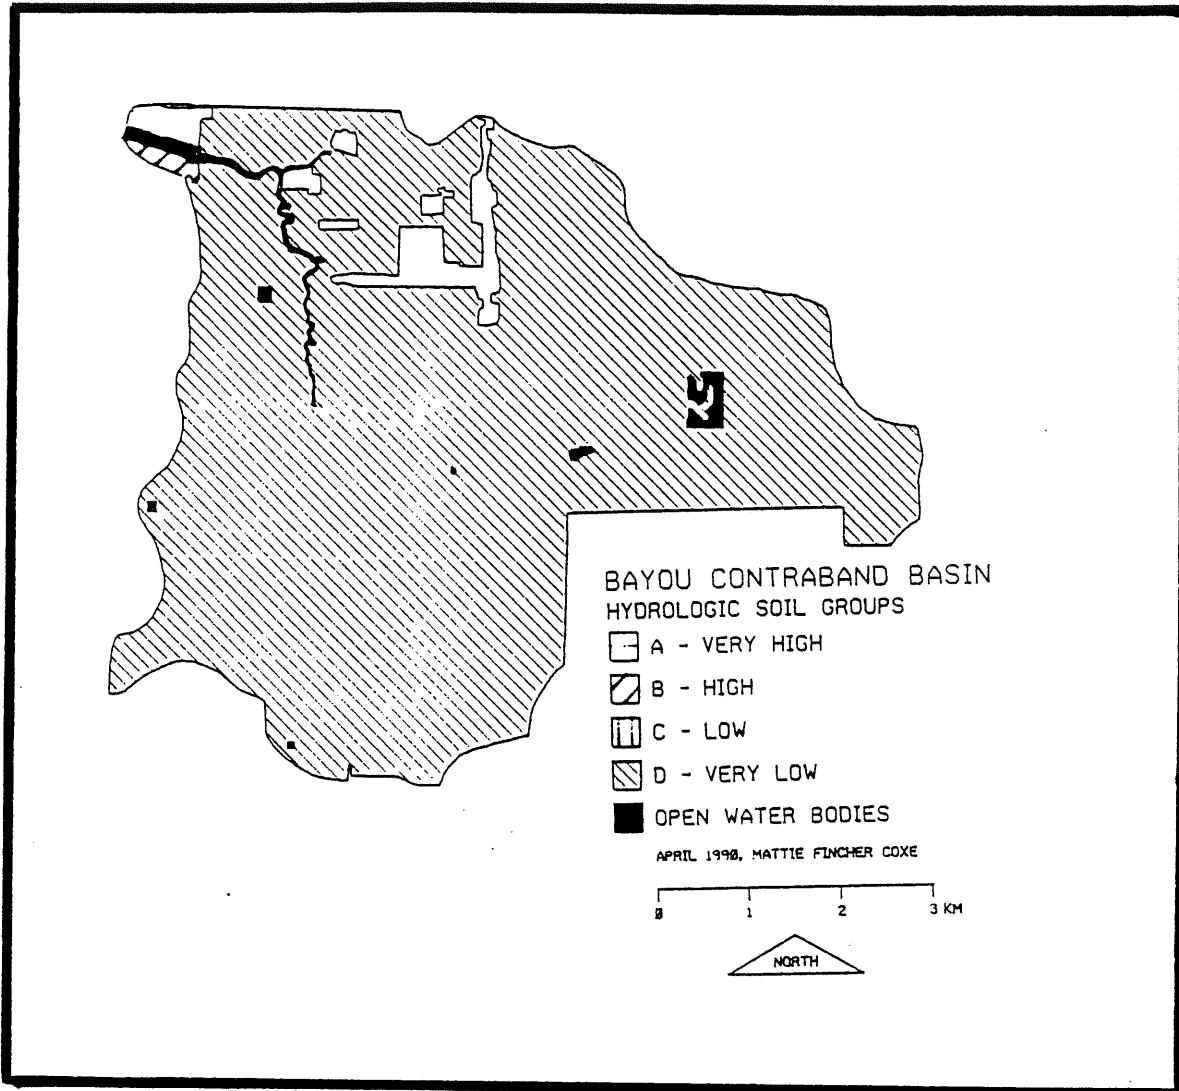 BAYOU CONTRABAND BASIN
HYDROLOGIC SOIL GROUPS
A - VERY HIGH
B - HIGH
C - LOW
D - VERY LOW
OPEN WATER BODIES
APRIL 1990, MATTIE FINCHER COXE
0 1 2 3 KM
NORTH